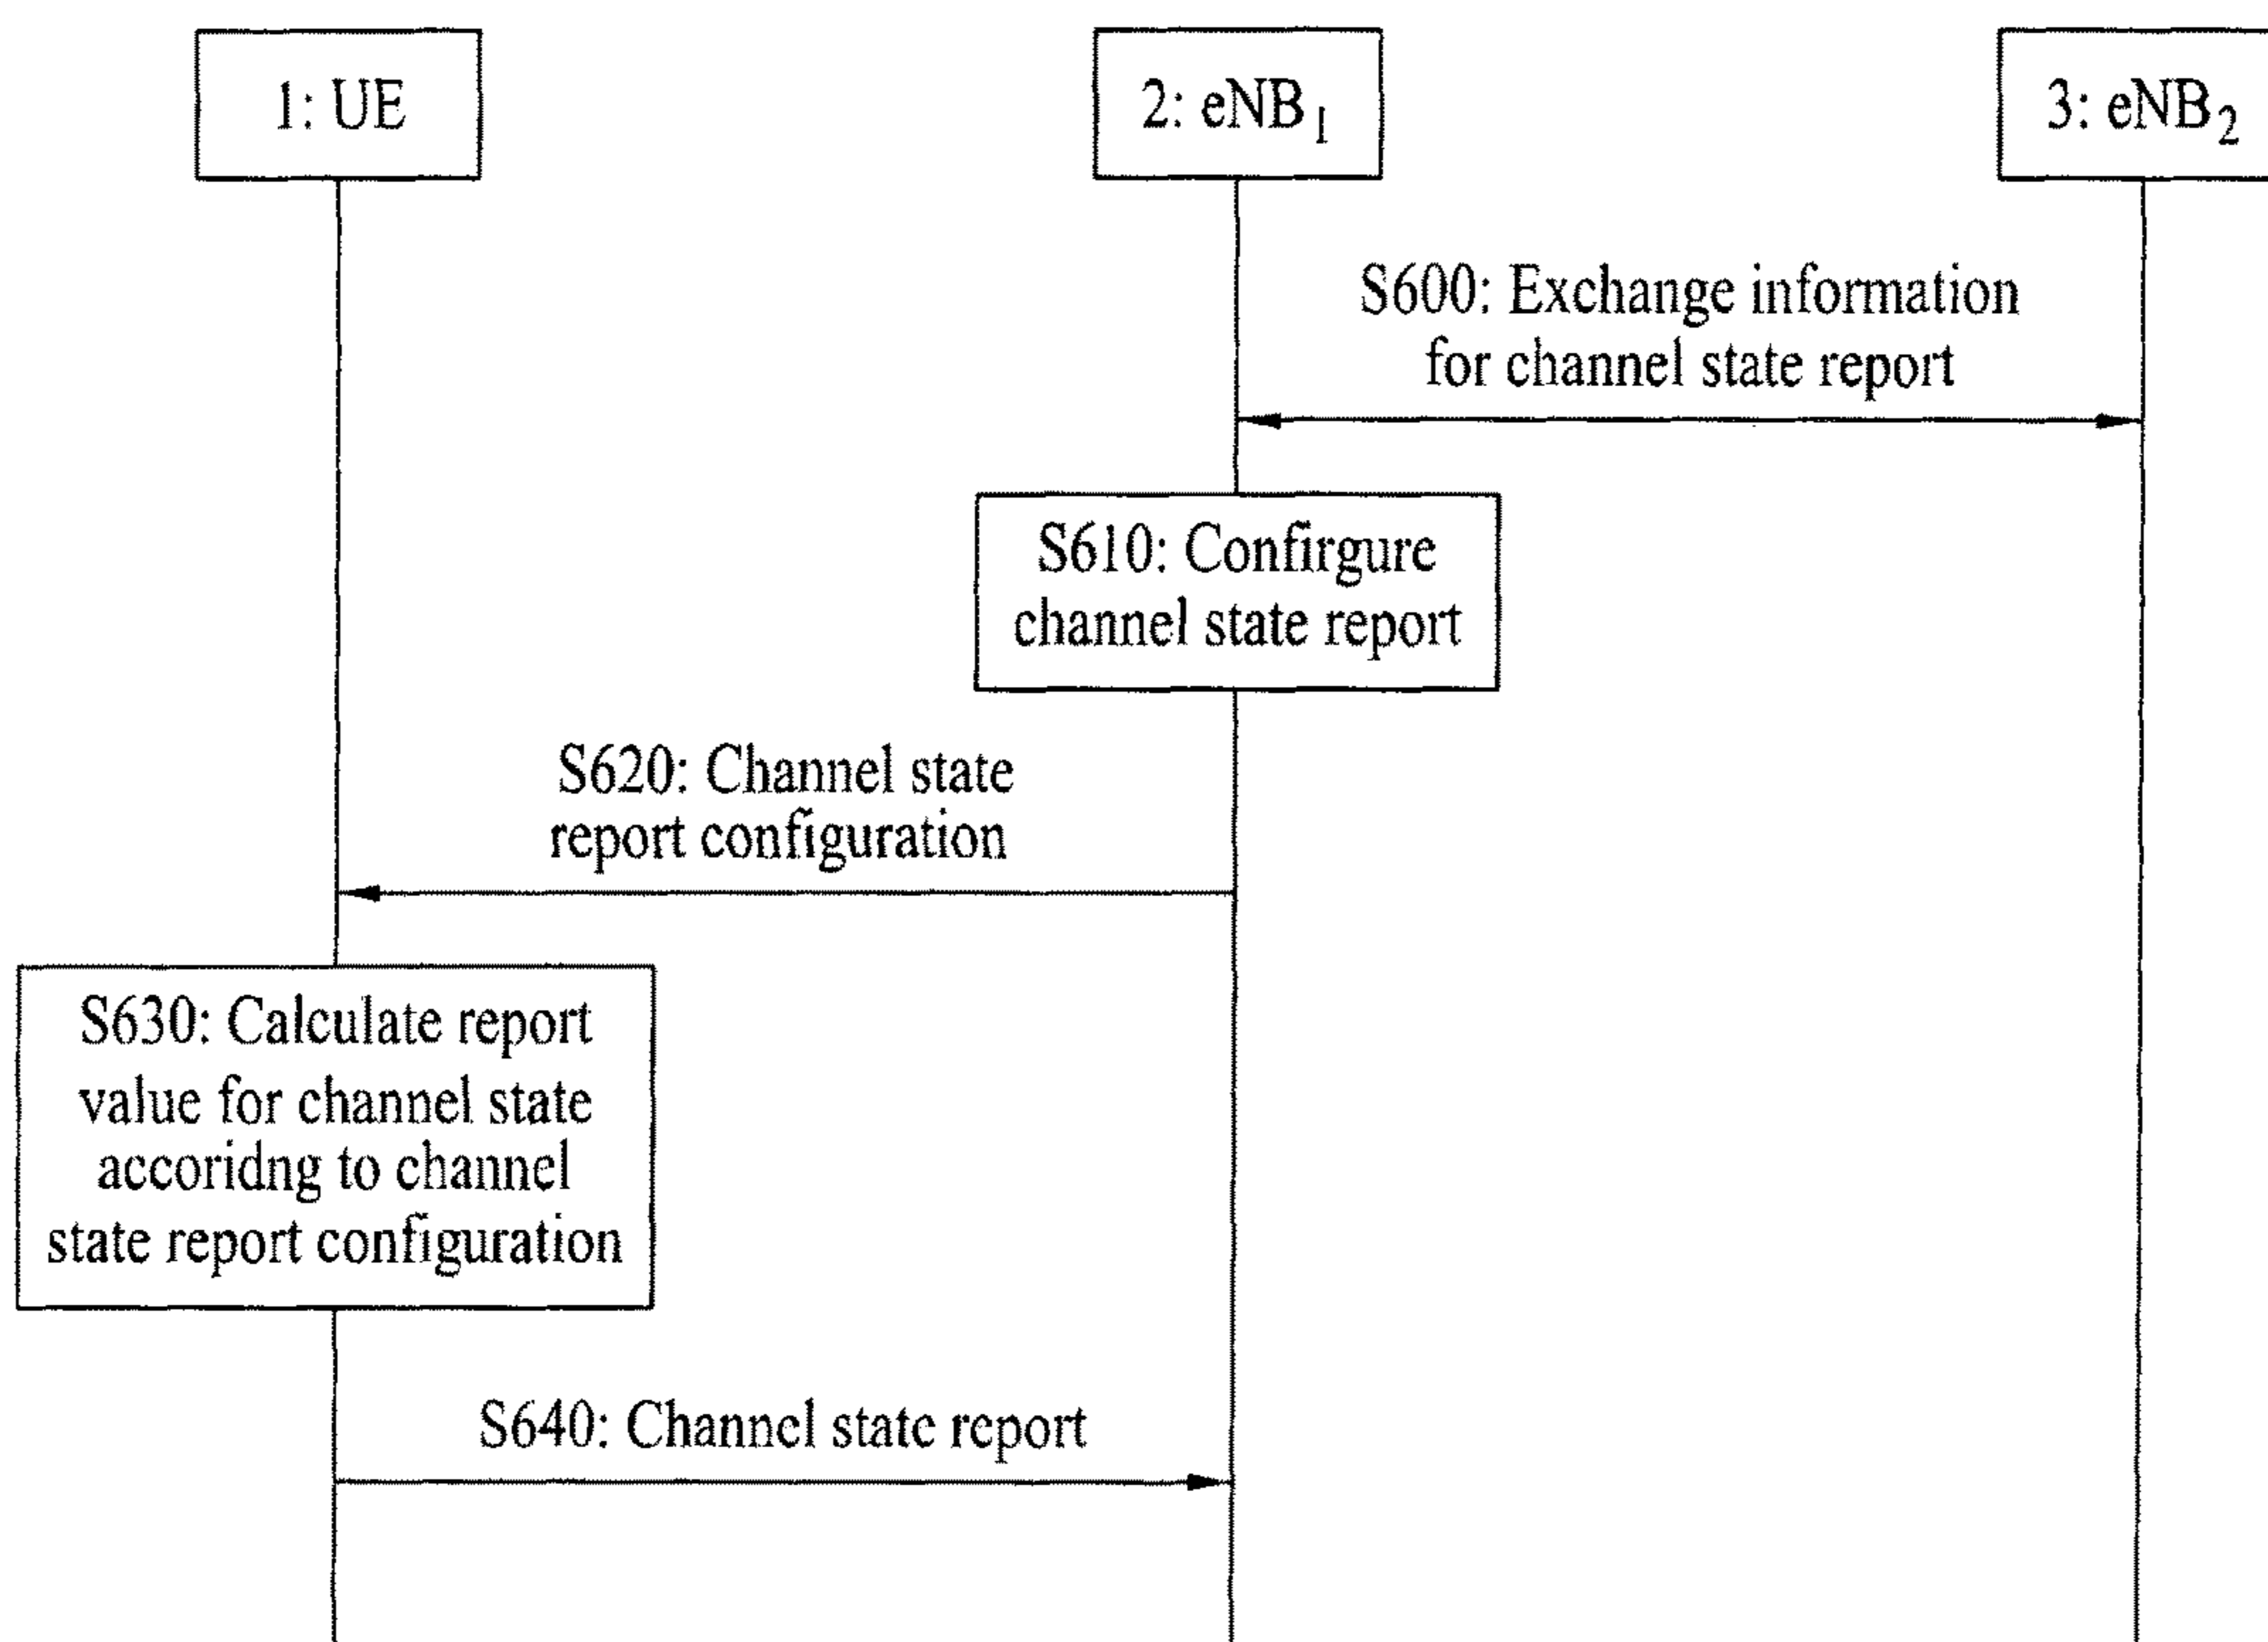 1: UE
2: eNB1
3: eNB2
S600: Exchange information
for channel state report
S610: Confirgure
channel state report
S620: Channel state
report configuration
S630: Calculate report
value for channel state
accoridng to channel
state report configuration
S640: Channel state report